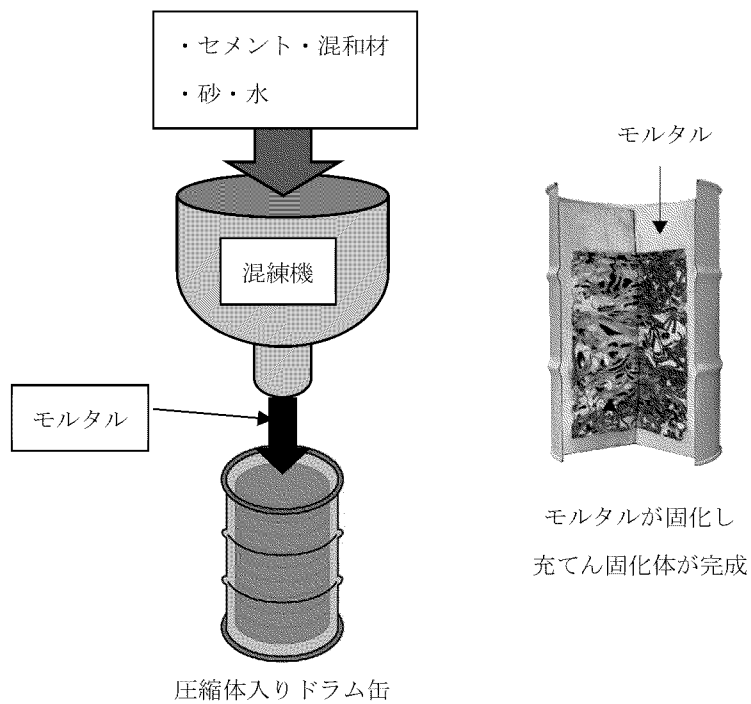 ・セメント・混和材
・砂・水
混練機
モルタル
圧縮体入りドラム缶
モルタル
モルタルが固化し
充てん固化体が完成